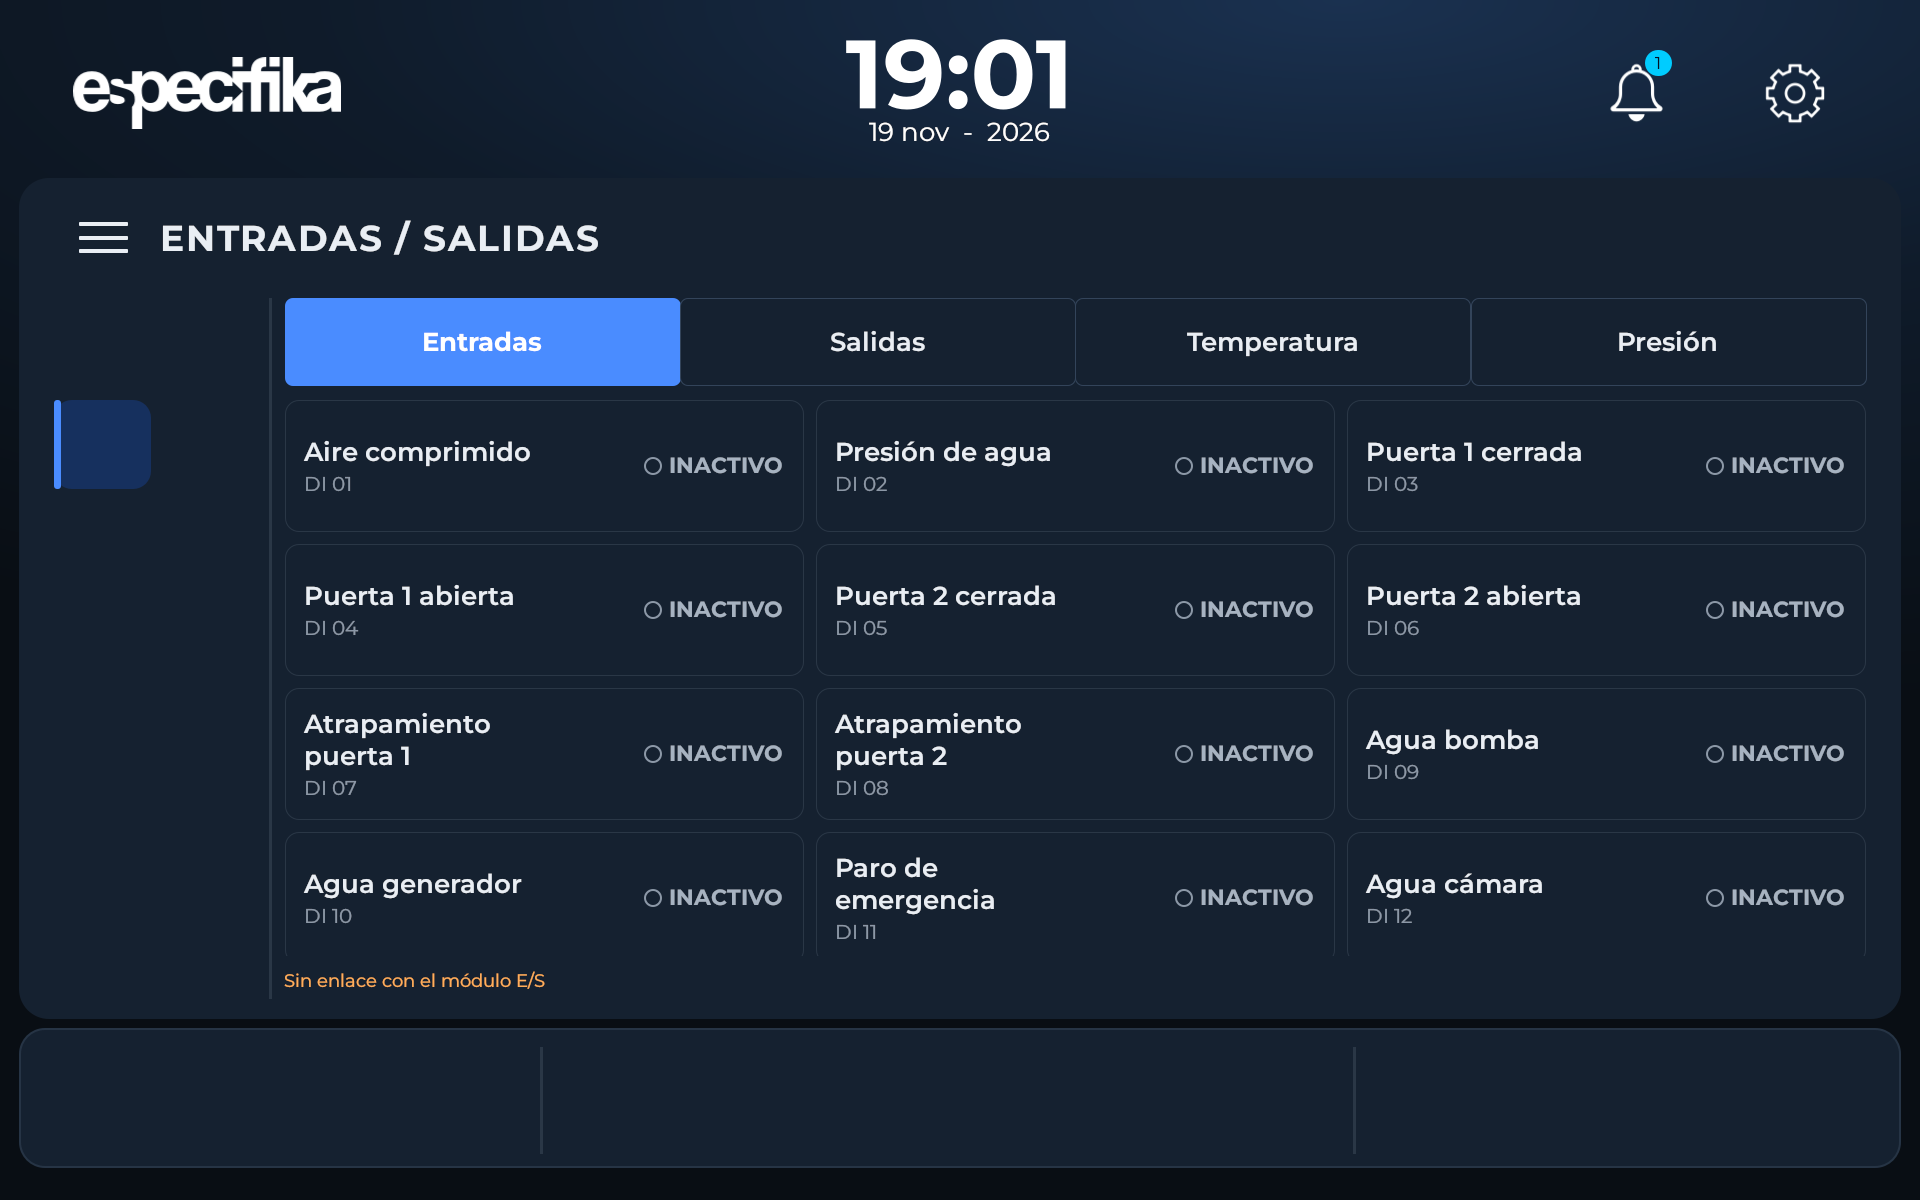 especifika
19:01
19 nov - 2026
1
ENTRADAS / SALIDAS
Entradas
Salidas
Temperatura
Presión
Aire comprimido
DI 01
INACTIVO
Presión de agua
DI 02
INACTIVO
Puerta 1 cerrada
DI 03
INACTIVO
Puerta 1 abierta
DI 04
INACTIVO
Puerta 2 cerrada
DI 05
INACTIVO
Puerta 2 abierta
DI 06
INACTIVO
Atrapamiento
puerta 1
DI 07
INACTIVO
Atrapamiento
puerta 2
DI 08
INACTIVO
Agua bomba
DI 09
INACTIVO
Agua generador
DI 10
INACTIVO
Paro de
emergencia
DI 11
INACTIVO
Agua cámara
DI 12
INACTIVO
Sin enlace con el módulo E/S